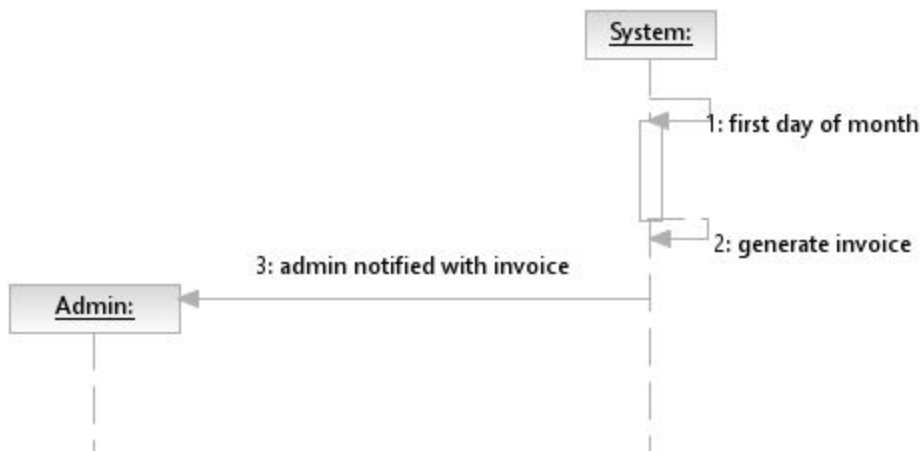 System:
1: first day of month
2: generate invoice
3: admin notified with invoice
Admin: